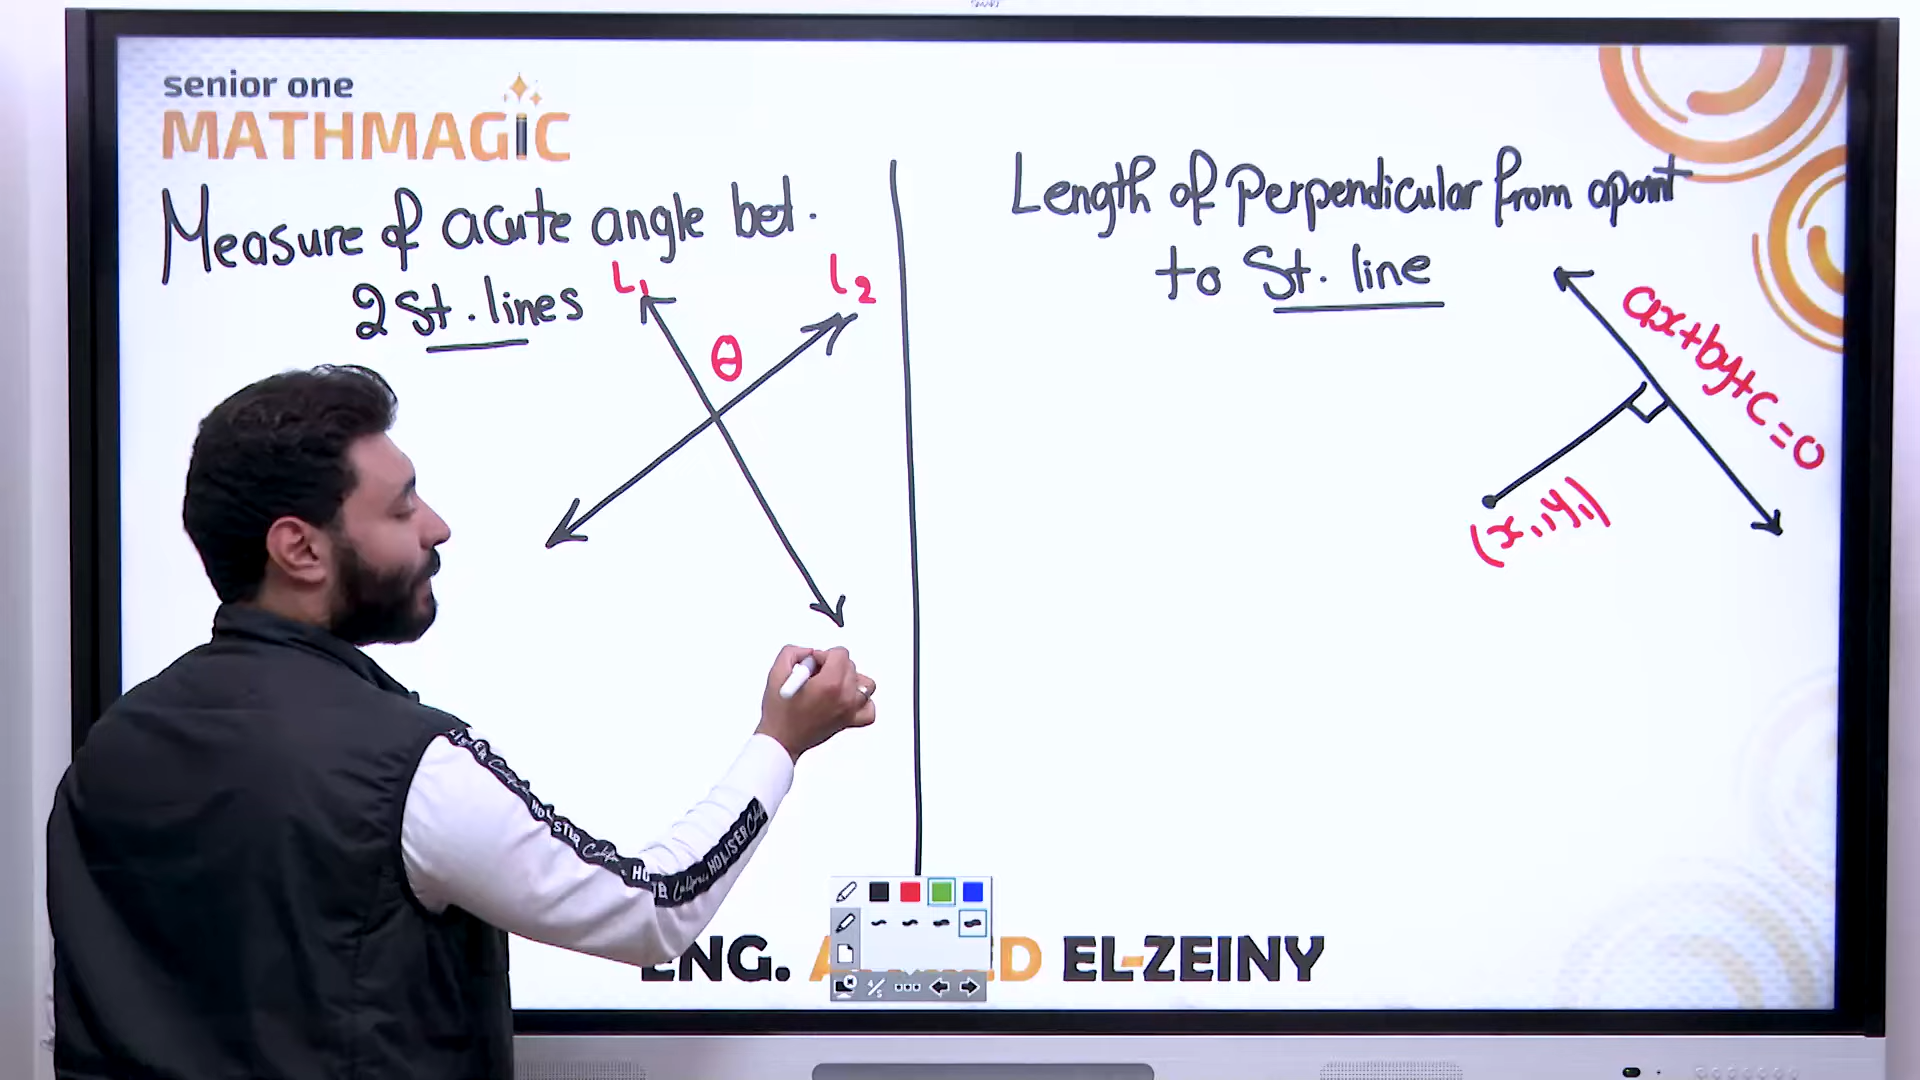 senior one
MATHMAGiC
Measure of acute angle bet.
2 St. lines
L1
L2
θ
Length of Perpendicular from a point
to St. line
ax+by+c=0
(x1,y1)
ENG. EL-ZEINY